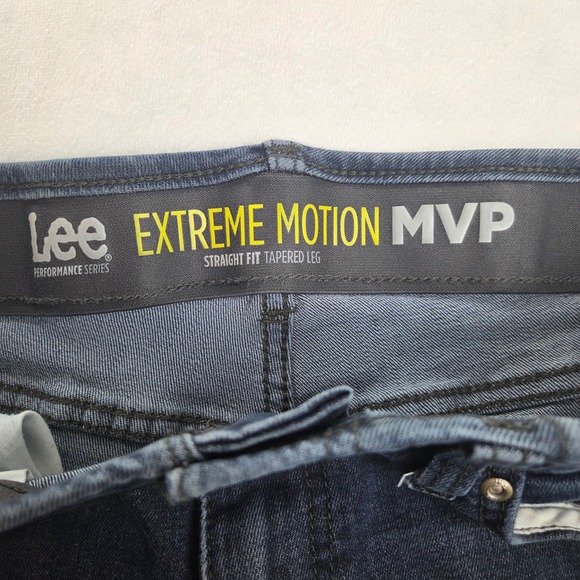 Lee® EXTREME MOTION MVP
PERFORMANCE SERIES STRAIGHT FIT TAPERED LEG